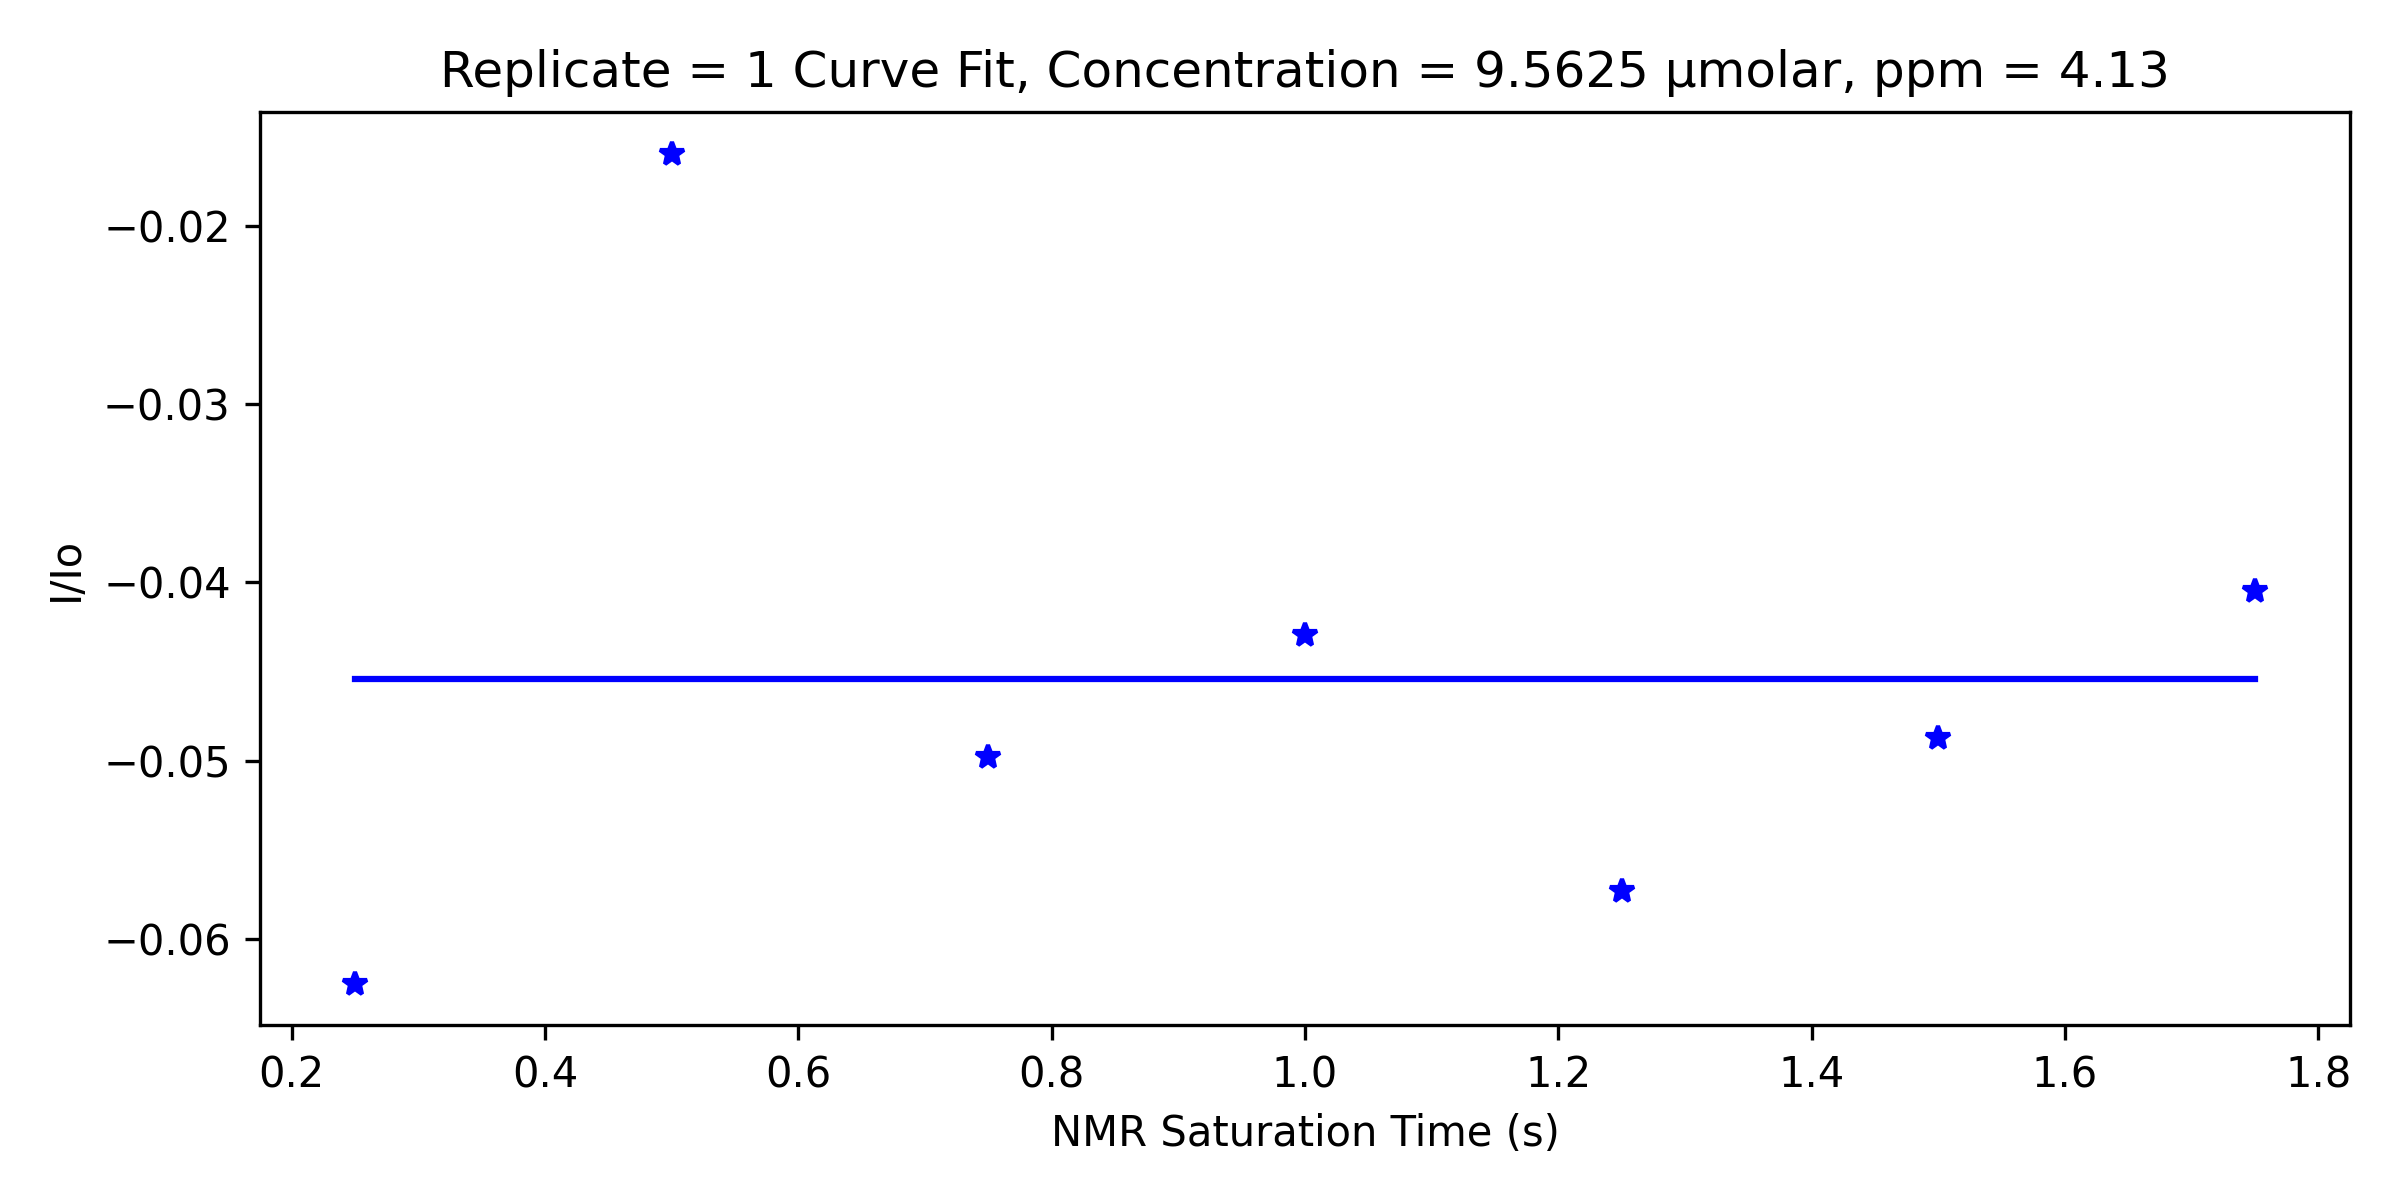 Replicate = 1 Curve Fit, Concentration = 9.5625 µmolar, ppm = 4.13
−0.02
−0.03
−0.04
−0.05
−0.06
I/Io
0.2 0.4 0.6 0.8 1.0 1.2 1.4 1.6 1.8
NMR Saturation Time (s)